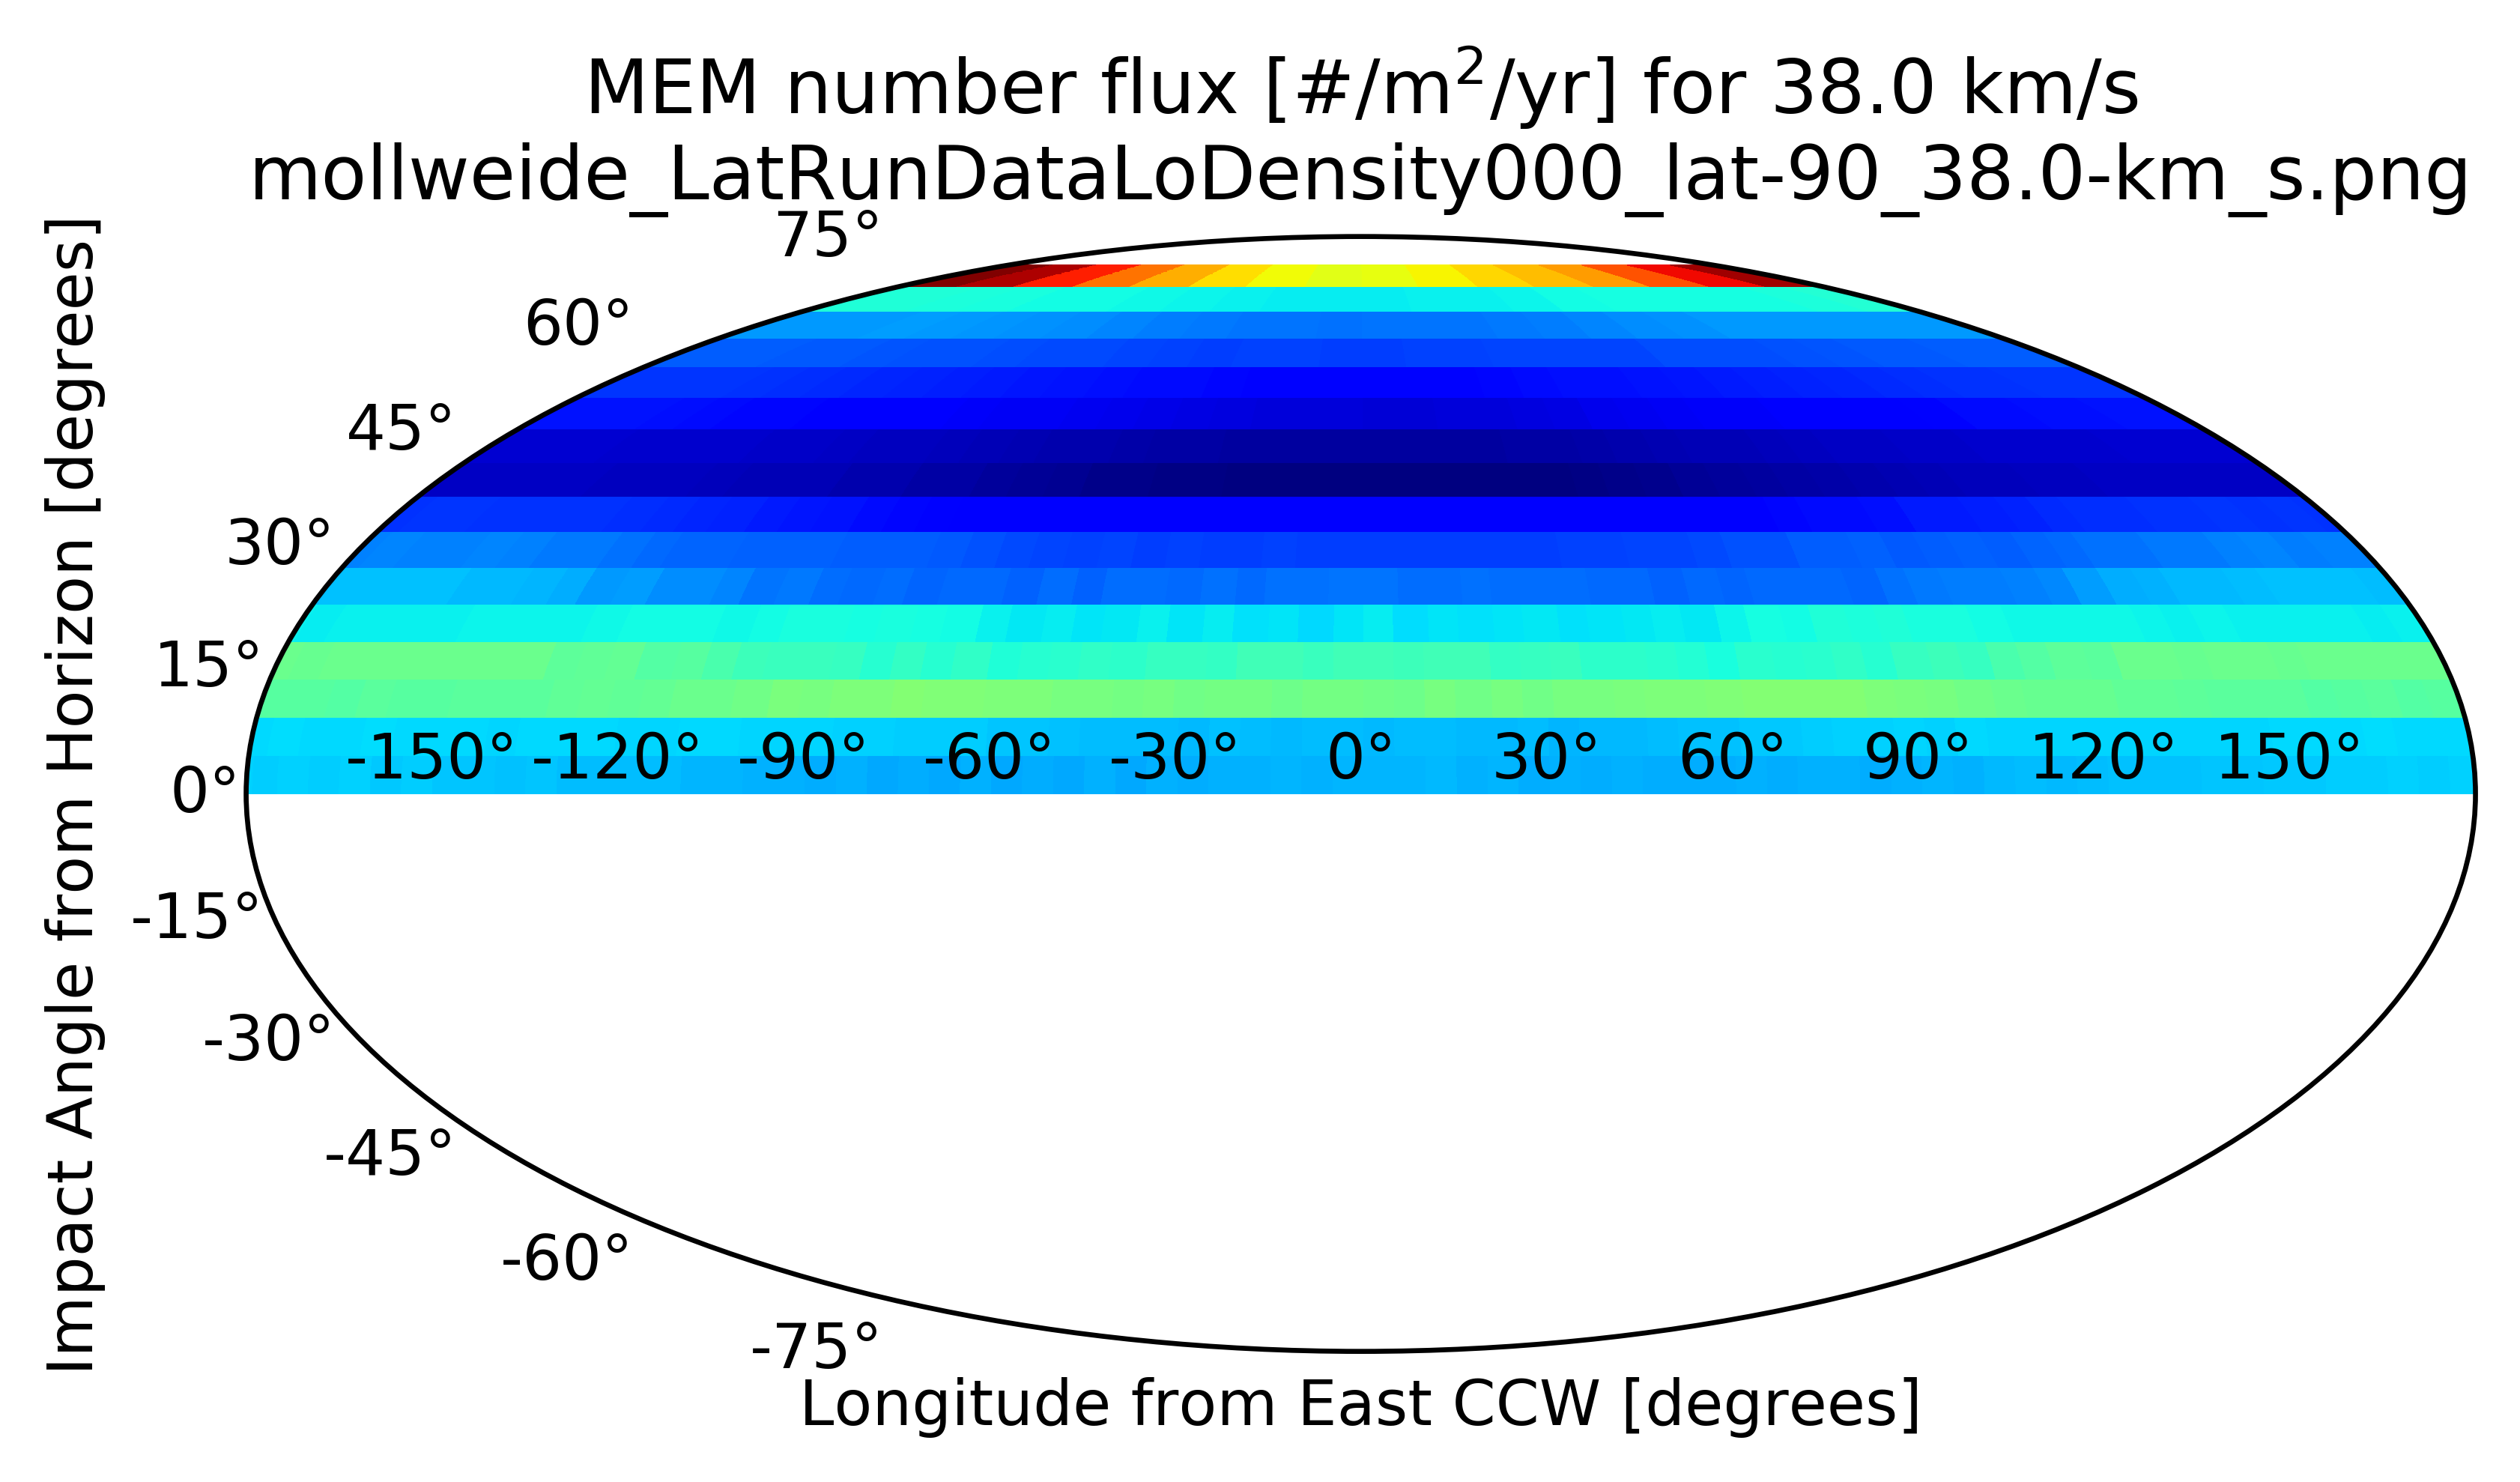 MEM number flux [#/m²/yr] for 38.0 km/s
mollweide_LatRunDataLoDensity000_lat-90_38.0-km_s.png
75°
60°
45°
30°
15°
0°
-15°
-30°
-45°
-60°
-75°
-150° -120° -90° -60° -30° 0° 30° 60° 90° 120° 150°
Impact Angle from Horizon [degrees]
Longitude from East CCW [degrees]